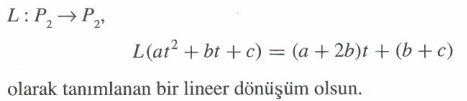 L : P₂ → P₂,
L(at² + bt + c) = (a + 2b)t + (b + c)
olarak tanımlanan bir lineer dönüşüm olsun.